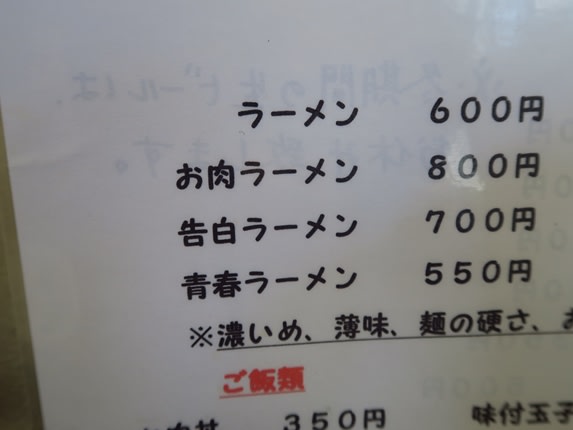 ラーメン ６００円
お肉ラーメン ８００円
告白ラーメン ７００円
青春ラーメン ５５０円
※濃いめ、薄味、麺の硬さ、
ご飯類
３５０円 味付玉子